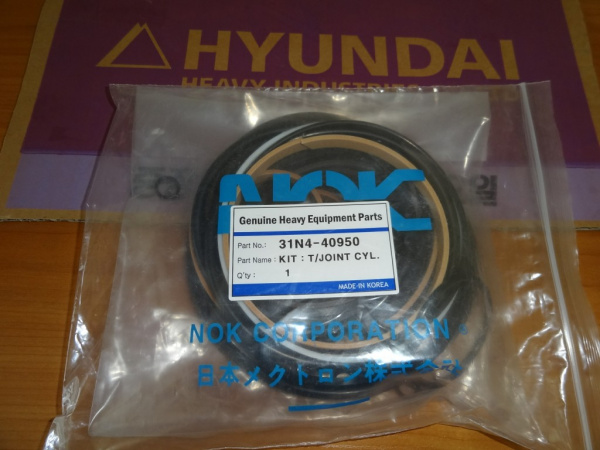 HYUNDAI
HEAVY INDUSTRIES
NOK
Genuine Heavy Equipment Parts
Part No.: 31N4-40950
Part Name : KIT : T/JOINT CYL.
Q'ty : 1
MADE-IN KOREA
NOK CORPORATION
日本メクトロン株式会社